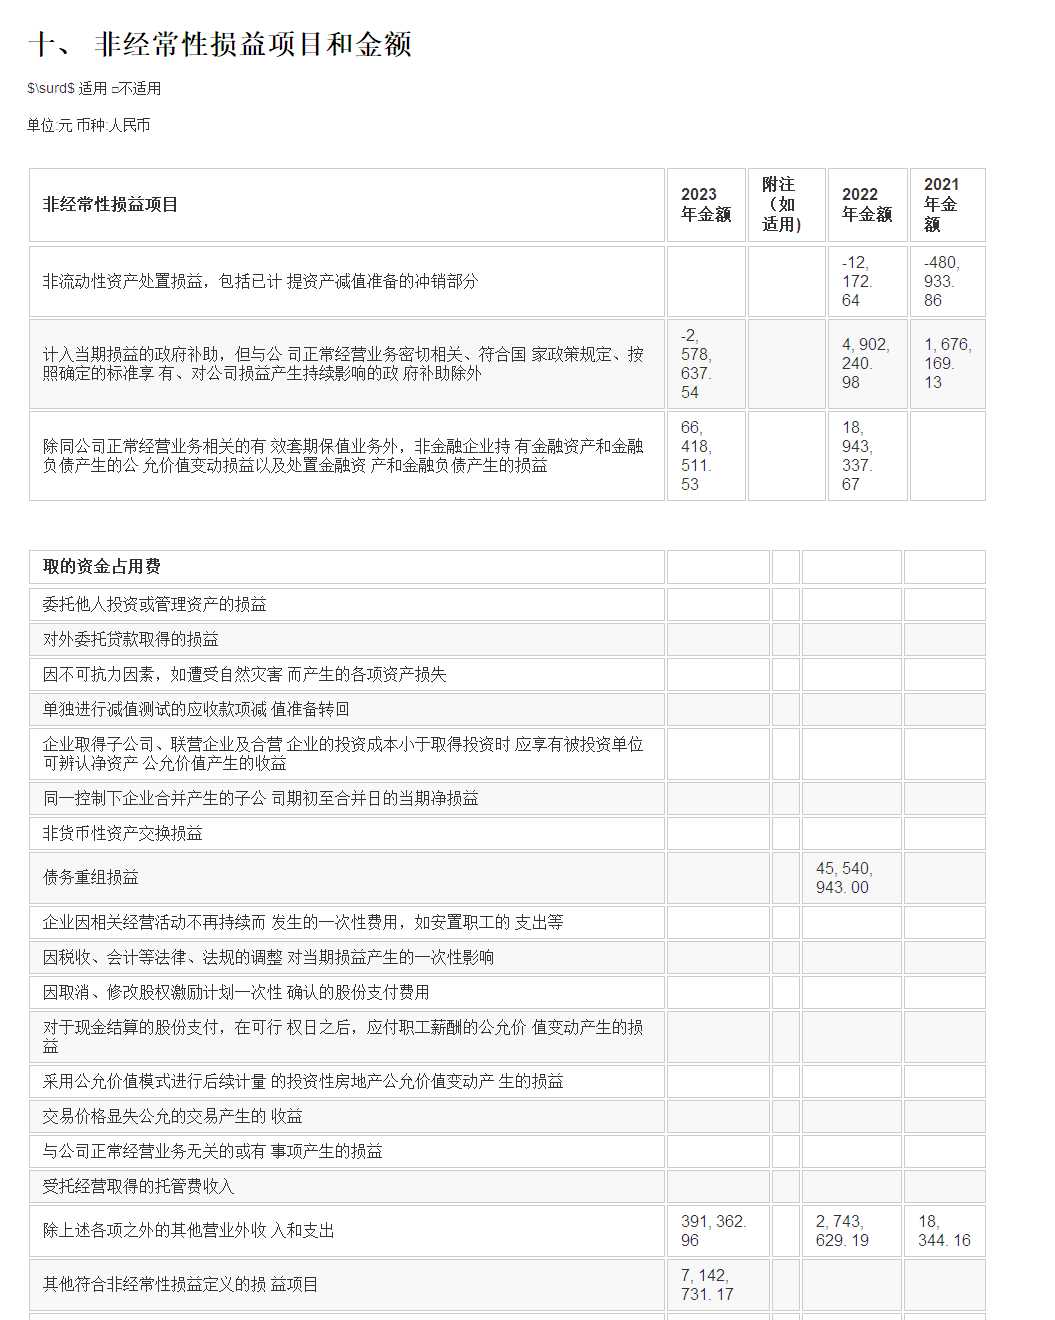 十、 非经常性损益项目和金额
$\surd$ 适用 □不适用
单位:元 币种:人民币
非经常性损益项目
2023
年金额
附注
（如
适用)
2022
年金额
2021
年金
额
非流动性资产处置损益，包括已计 提资产减值准备的冲销部分
-12,
172.
64
-480,
933.
86
计入当期损益的政府补助，但与公 司正常经营业务密切相关、符合国 家政策规定、按
照确定的标准享 有、对公司损益产生持续影响的政 府补助除外
-2,
578,
637.
54
4, 902,
240.
98
1, 676,
169.
13
除同公司正常经营业务相关的有 效套期保值业务外，非金融企业持 有金融资产和金融
负债产生的公 允价值变动损益以及处置金融资 产和金融负债产生的损益
66,
418,
511.
53
18,
943,
337.
67
取的资金占用费
委托他人投资或管理资产的损益
对外委托贷款取得的损益
因不可抗力因素，如遭受自然灾害 而产生的各项资产损失
单独进行减值测试的应收款项减 值准备转回
企业取得子公司、联营企业及合营 企业的投资成本小于取得投资时 应享有被投资单位
可辨认净资产 公允价值产生的收益
同一控制下企业合并产生的子公 司期初至合并日的当期净损益
非货币性资产交换损益
债务重组损益
45, 540,
943. 00
企业因相关经营活动不再持续而 发生的一次性费用，如安置职工的 支出等
因税收、会计等法律、法规的调整 对当期损益产生的一次性影响
因取消、修改股权激励计划一次性 确认的股份支付费用
对于现金结算的股份支付，在可行 权日之后，应付职工薪酬的公允价 值变动产生的损
益
采用公允价值模式进行后续计量 的投资性房地产公允价值变动产 生的损益
交易价格显失公允的交易产生的 收益
与公司正常经营业务无关的或有 事项产生的损益
受托经营取得的托管费收入
除上述各项之外的其他营业外收 入和支出
391, 362.
96
2, 743,
629. 19
18,
344. 16
其他符合非经常性损益定义的损 益项目
7, 142,
731. 17